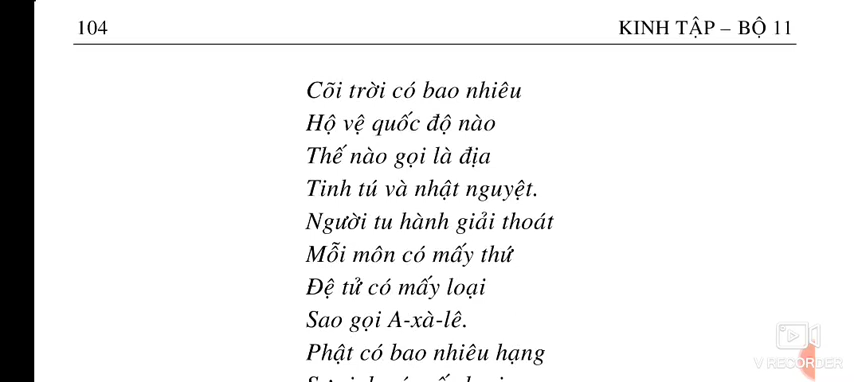 104 KINH TẬP – BỘ 11
Cõi trời có bao nhiêu
Hộ vệ quốc độ nào
Thế nào gọi là địa
Tinh tú và nhật nguyệt.
Người tu hành giải thoát
Mỗi môn có mấy thứ
Đệ tử có mấy loại
Sao gọi A-xà-lê.
Phật có bao nhiêu hạng
V RECORDER